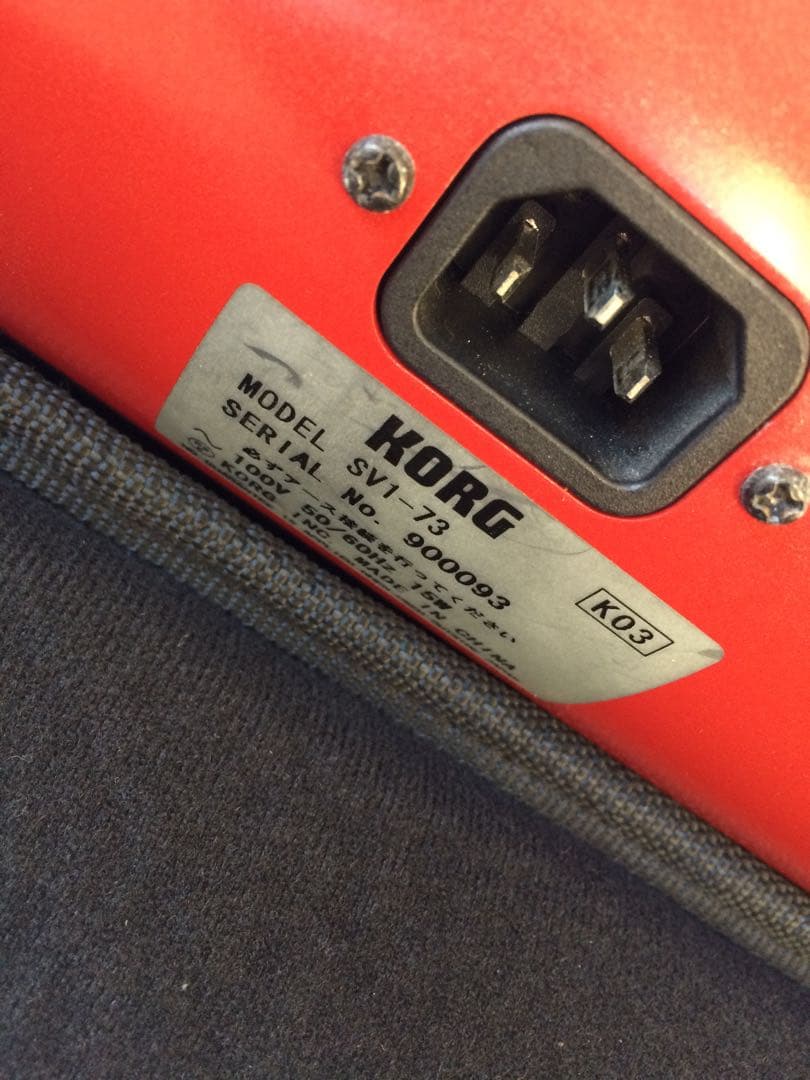 KORG
MODEL SV1-73
SERIAL No. 900093
必ずアース接続を行ってください
～ 100V 50/60Hz 15W
KORG INC. MADE IN CHINA
K03